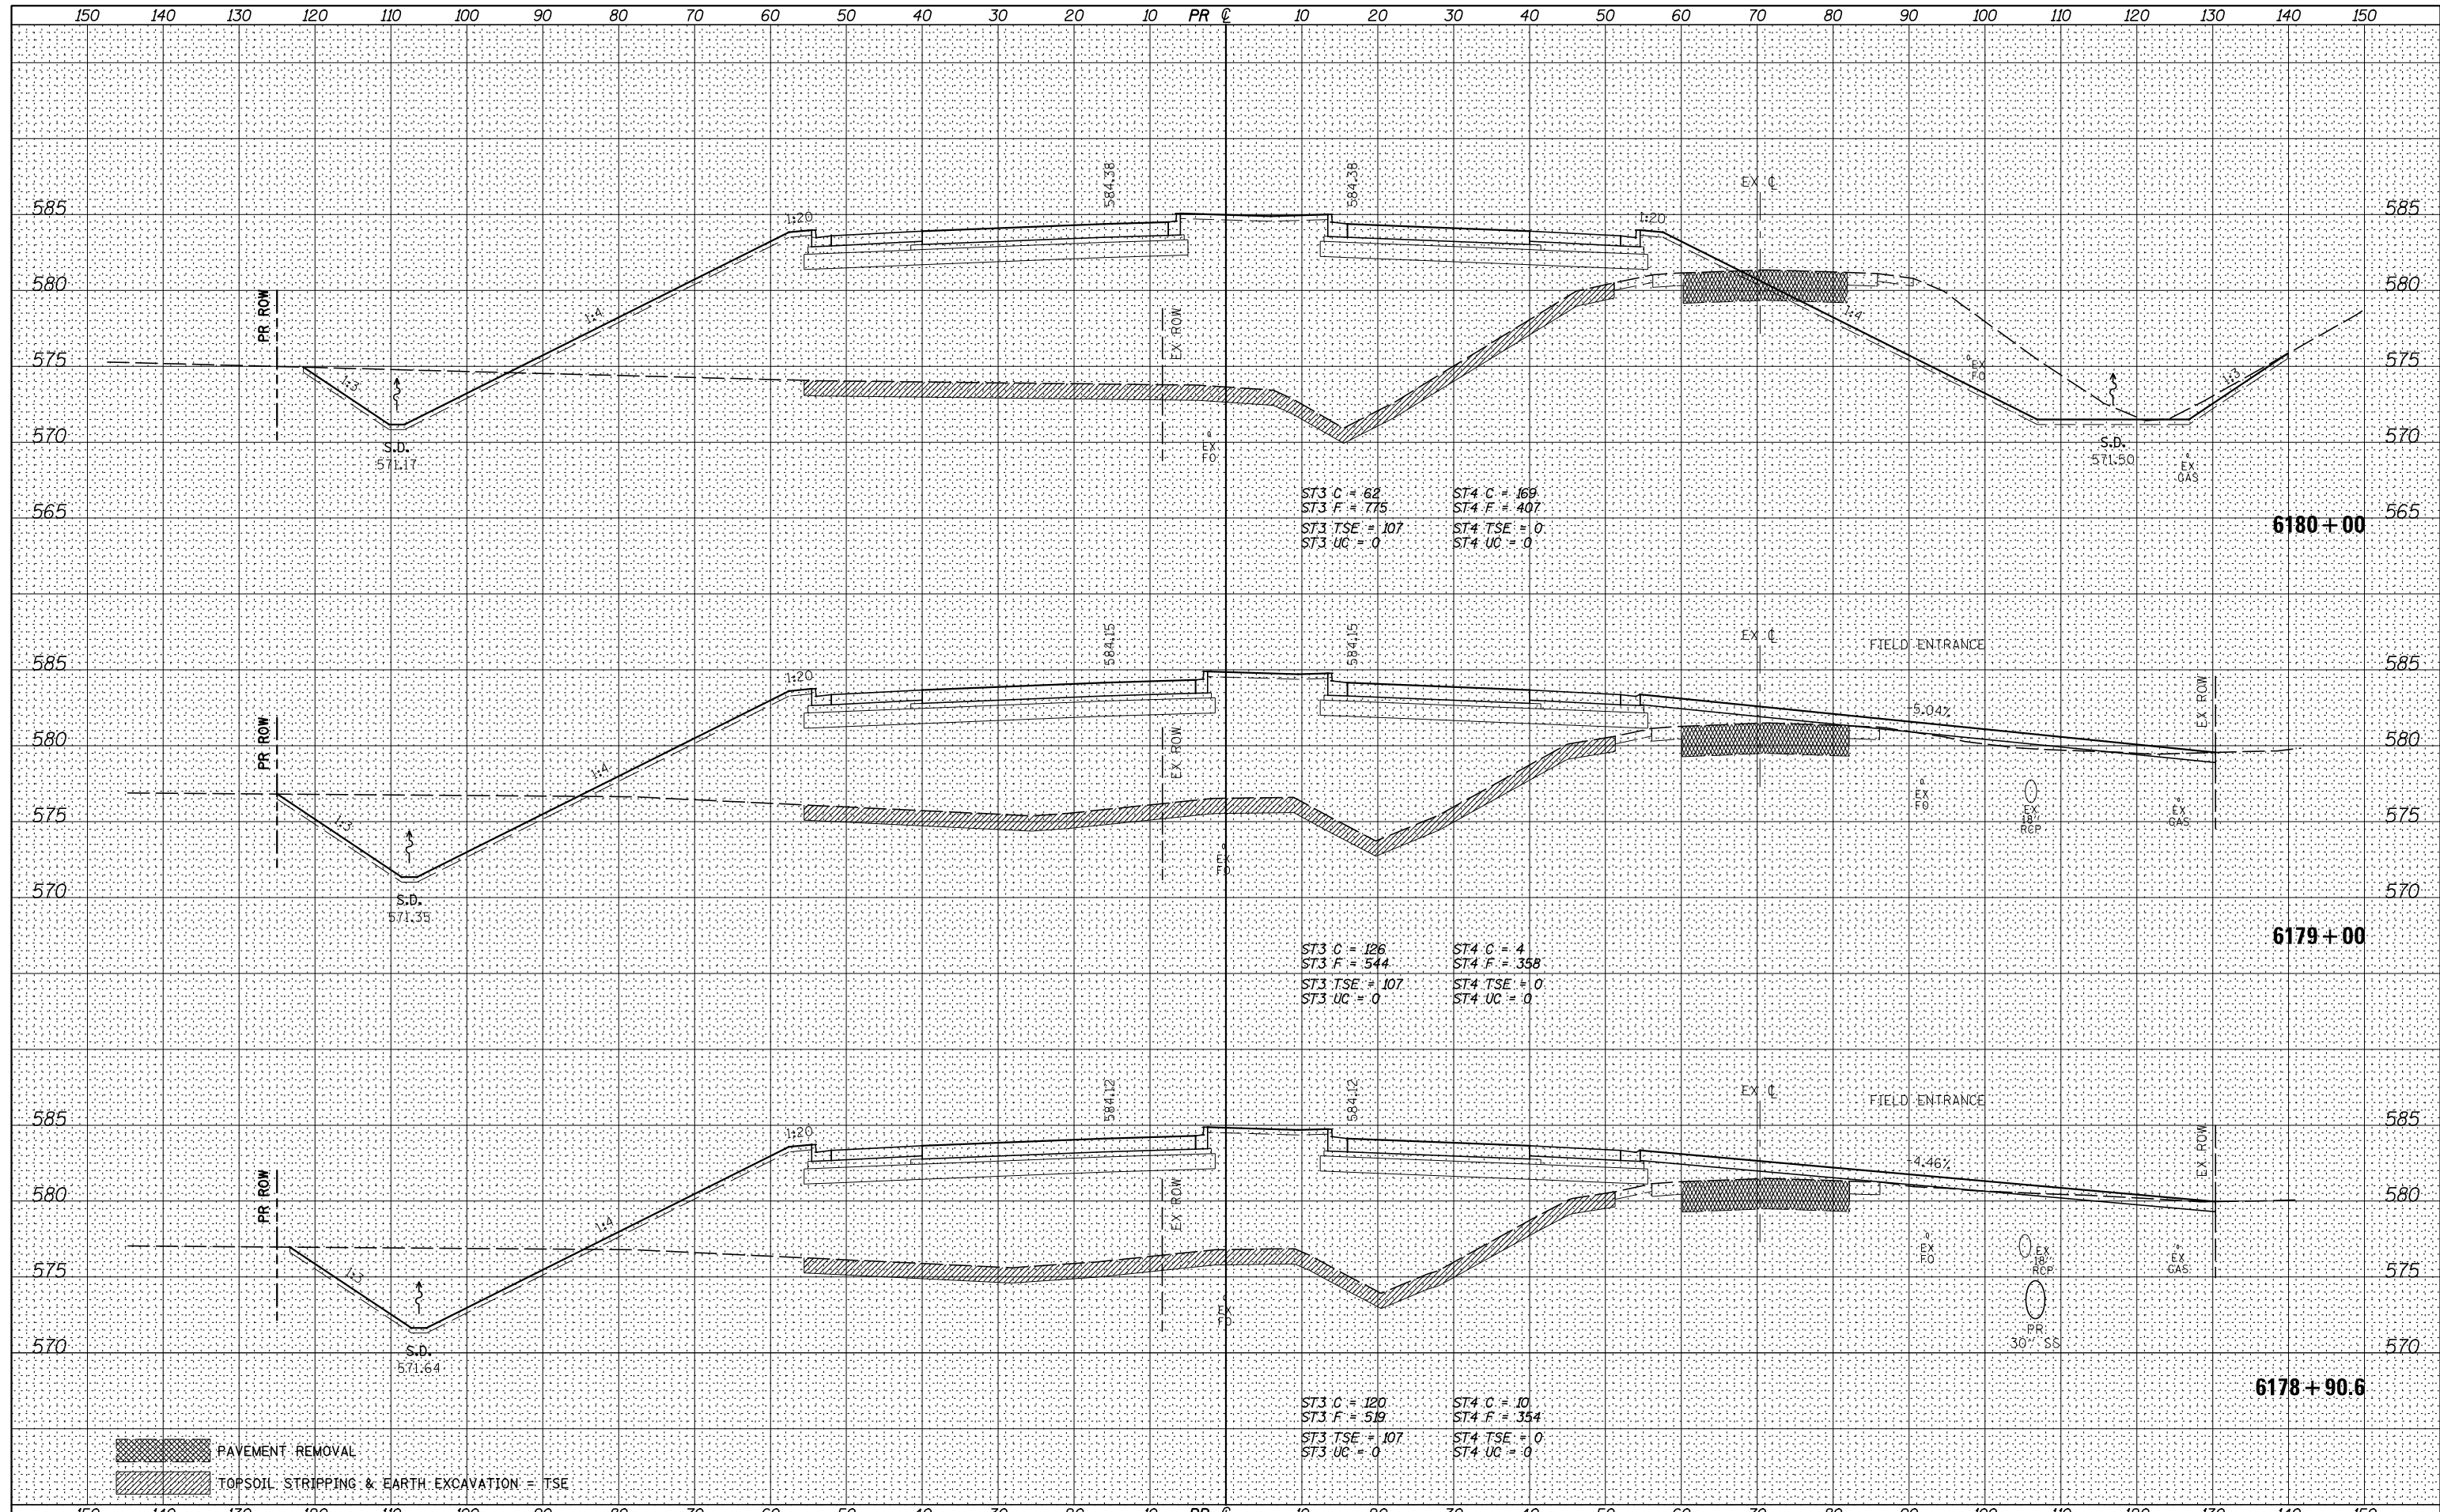 150 140 130 120 110 100 90 80 70 60 50 40 30 20 10 PR ℄ 10 20 30 40 50 60 70 80 90 100 110 120 130 140 150
584.38 584.38
EX ℄
585 1:20 1:20 585
580 PR ROW 1:4 EX ROW 1:4 580
575 1:3 EX FO 1:3 575
570 S.D. EX FO S.D. 570
571.17 571.50 EX GAS
ST3 C = 62 ST4 C = 169
ST3 F = 775 ST4 F = 407
565 565
ST3 TSE = 107 ST4 TSE = 0
6180+00
ST3 UC = 0 ST4 UC = 0
584.15 584.15
EX ℄ FIELD ENTRANCE
585 1:20 585
-5.04% EX ROW
580 PR ROW 1:4 EX ROW 580
575 1:3 EX FO EX 18" RCP EX GAS 575
EX FO
570 S.D. 570
571.35
6179+00
ST3 C = 126 ST4 C = 4
ST3 F = 544 ST4 F = 358
ST3 TSE = 107 ST4 TSE = 0
ST3 UC = 0 ST4 UC = 0
584.12 584.12
EX ℄ FIELD ENTRANCE
585 1:20 585
-4.46% EX ROW
580 PR ROW 1:4 EX ROW 580
575 1:3 EX FO EX 18" RCP EX GAS 575
EX FO
PR
30" SS
570 S.D. 570
571.64
6178+90.6
ST3 C = 120 ST4 C = 10
ST3 F = 519 ST4 F = 354
ST3 TSE = 107 ST4 TSE = 0
ST3 UC = 0 ST4 UC = 0
PAVEMENT REMOVAL
TOPSOIL STRIPPING & EARTH EXCAVATION = TSE